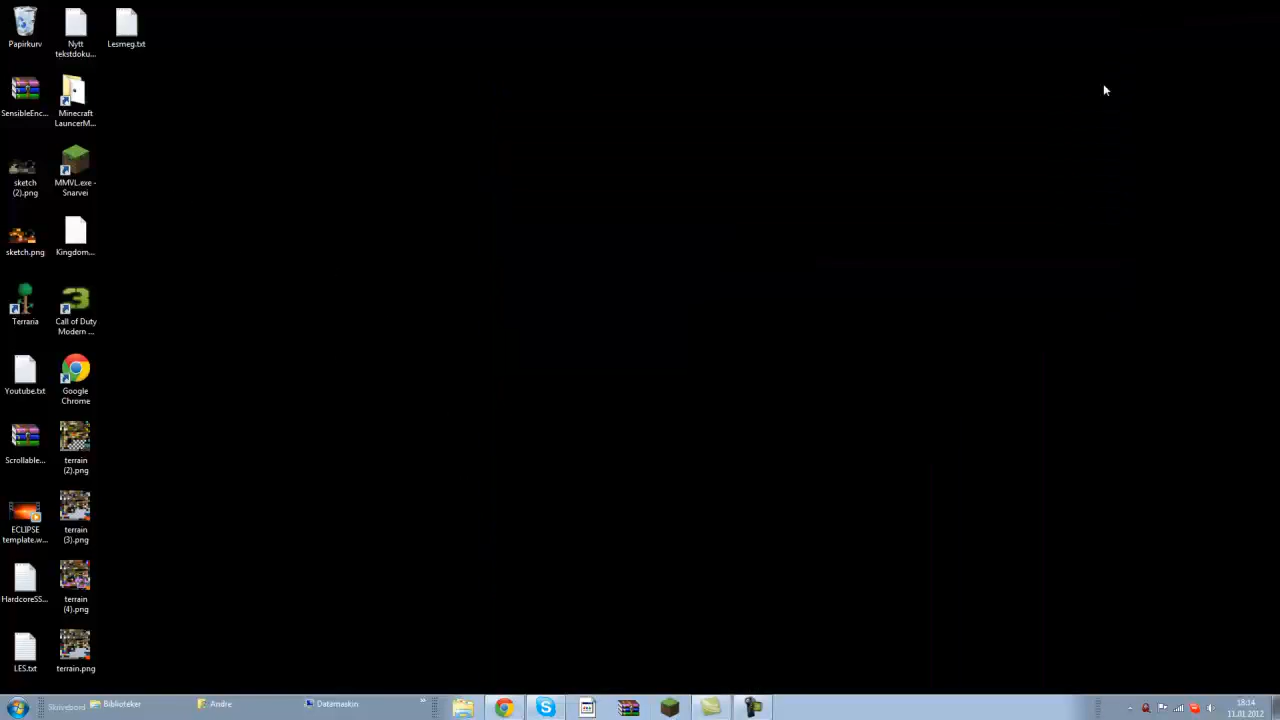 Papirkurv
Nytt
tekstdoku...
Lesmeg.txt
SensibleEnc...
Minecraft
LauncerM...
sketch
(2).png
MMVL.exe -
Snarvei
sketch.png
Kingdom...
Terraria
Call of Duty
Modern ...
Youtube.txt
Google
Chrome
Scrollable...
terrain
(2).png
ECLIPSE
template.w...
terrain
(3).png
HardcoreSS...
terrain
(4).png
LES.txt
terrain.png
Skrivebord
Biblioteker
Andre
Datamaskin
18:14
11.01.2012